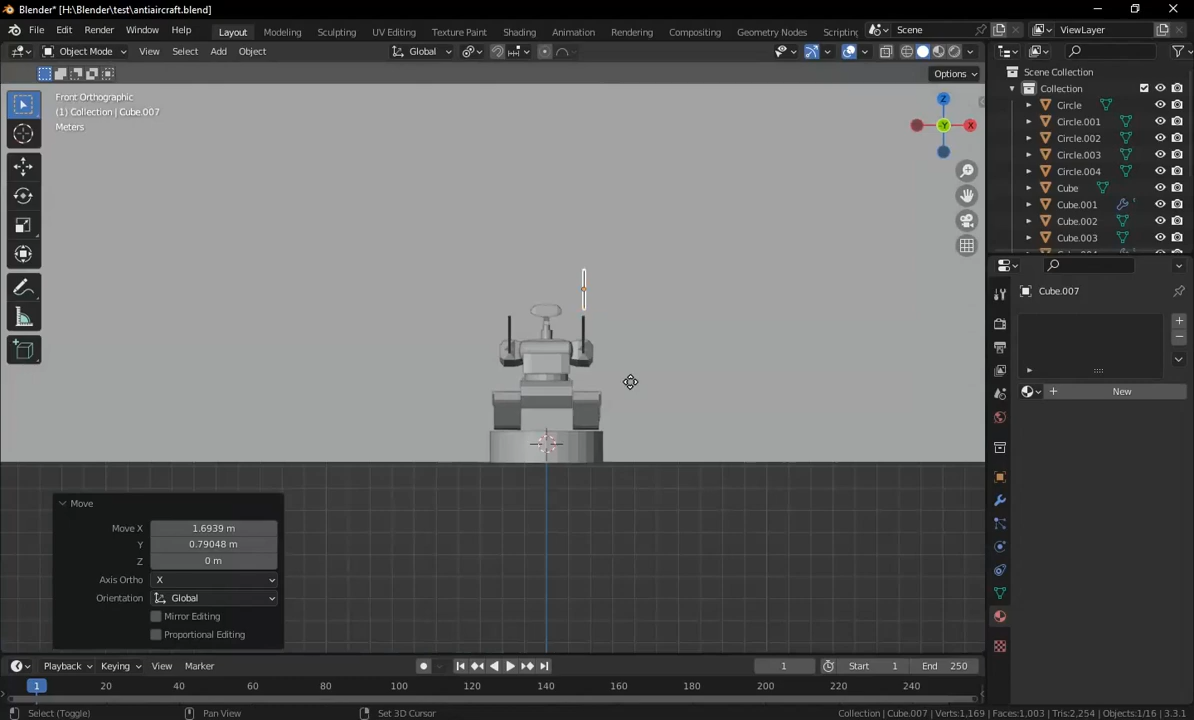 Blender* [H:\Blender\test\antiaircraft.blend]
File Edit Render Window Help Layout Modeling Sculpting UV Editing Texture Paint Shading Animation Rendering Compositing Geometry Nodes Scripting Scene ViewLayer
Object Mode View Select Add Object Global
Options
Front Orthographic
(1) Collection | Cube.007
Meters
Z
-Y
X
Scene Collection
Collection
Circle
Circle.001
Circle.002
Circle.003
Circle.004
Cube
Cube.001
Cube.002
Cube.003
Cube.007
New
Move
Move X 1.6939 m
Y 0.79048 m
Z 0 m
Axis Ortho X
Orientation Global
Mirror Editing
Proportional Editing
Playback Keying View Marker 1 Start 1 End 250
1 20 40 60 80 100 120 140 160 180 200 220 240
Select (Toggle) Pan View Set 3D Cursor Collection | Cube.007 | Verts:1,169 | Faces:1,003 | Tris:2,254 | Objects:1/16 | 3.3.1